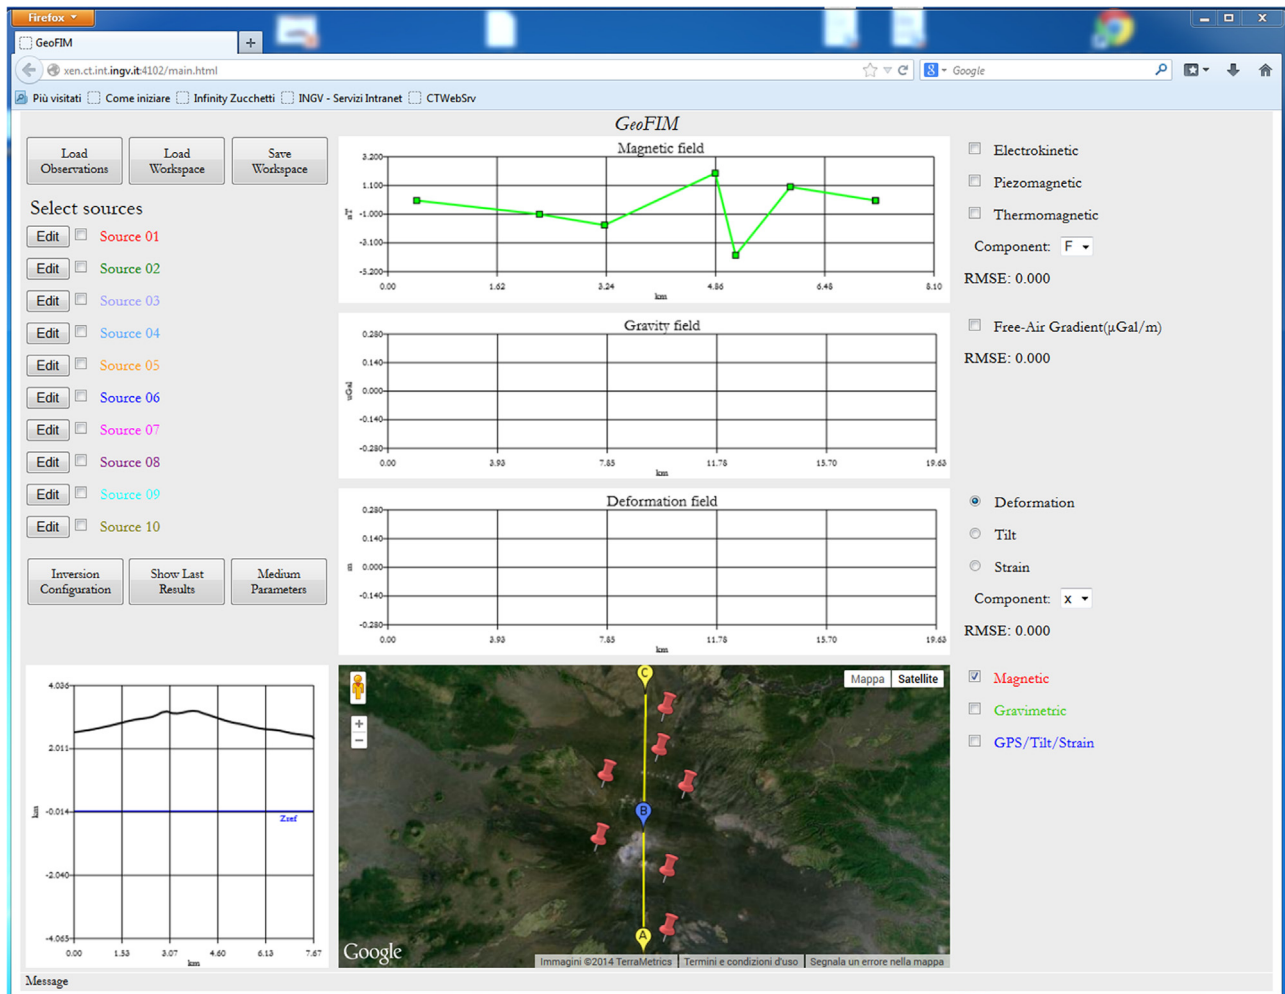 Firefox
GeoFIM
xen.ct.int.ingv.it:4102/main.html
Google
Più visitati Come iniziare Infinity Zucchetti INGV - Servizi Intranet CTWebSrv
GeoFIM
Load Observations
Load Workspace
Save Workspace
Select sources
Edit Source 01
Edit Source 02
Edit Source 03
Edit Source 04
Edit Source 05
Edit Source 06
Edit Source 07
Edit Source 08
Edit Source 09
Edit Source 10
Inversion Configuration
Show Last Results
Medium Parameters
Magnetic field
3.200
1.100
-1.000
-3.100
-5.200
nT
0.00 1.62 3.24 4.86 6.48 8.10
km
Electrokinetic
Piezomagnetic
Thermomagnetic
Component: F
RMSE: 0.000
Gravity field
0.280
0.140
0.000
-0.140
-0.280
uGal
0.00 3.93 7.85 11.78 15.70 19.63
km
Free-Air Gradient(µGal/m)
RMSE: 0.000
Deformation field
0.280
0.140
0.000
-0.140
-0.280
m
0.00 3.93 7.85 11.78 15.70 19.63
km
Deformation
Tilt
Strain
Component: x
RMSE: 0.000
4.036
2.011
-0.014
-2.040
-4.065
km
Zref
0.00 1.53 3.07 4.60 6.13 7.67
km
C
B
A
Mappa Satellite
Google
Immagini ©2014 TerraMetrics Termini e condizioni d'uso Segnala un errore nella mappa
Magnetic
Gravimetric
GPS/Tilt/Strain
Message